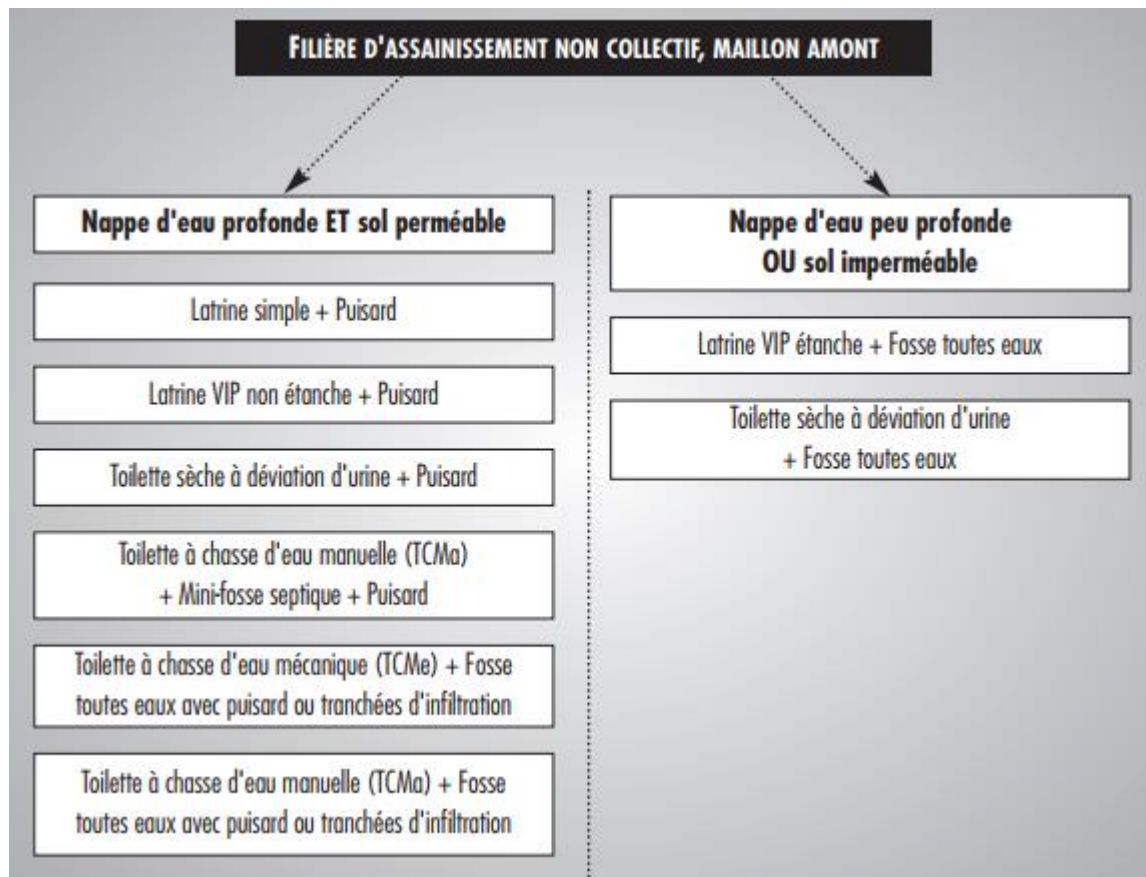 FILIÈRE D'ASSAINISSEMENT NON COLLECTIF, MAILLON AMONT
Nappe d'eau profonde ET sol perméable
Latrine simple + Puisard
Latrine VIP non étanche + Puisard
Toilette sèche à déviation d'urine + Puisard
Toilette à chasse d'eau manuelle (TCMa)
+ Mini-fosse septique + Puisard
Toilette à chasse d'eau mécanique (TCMe) + Fosse
toutes eaux avec puisard ou tranchées d'infiltration
Toilette à chasse d'eau manuelle (TCMa) + Fosse
toutes eaux avec puisard ou tranchées d'infiltration
Nappe d'eau peu profonde
OU sol imperméable
Latrine VIP étanche + Fosse toutes eaux
Toilette sèche à déviation d'urine
+ Fosse toutes eaux